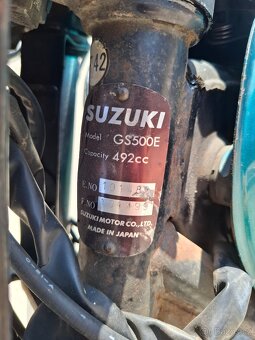 42
SUZUKI
Model GS500E
Capacity 492cc
E.NO
F.NO
SUZUKI MOTOR CO.,LTD.
MADE IN JAPAN